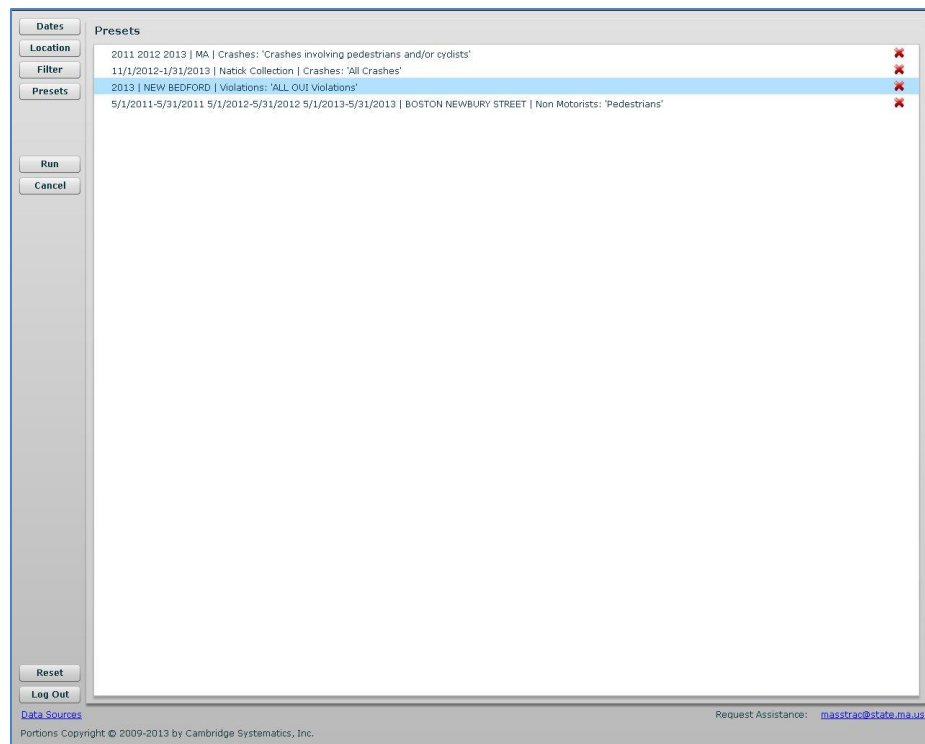 Dates
Location
Filter
Presets
Run
Cancel
Reset
Log Out
Presets
2011 2012 2013 | MA | Crashes: 'Crashes involving pedestrians and/or cyclists'
11/1/2012-1/31/2013 | Natick Collection | Crashes: 'All Crashes'
2013 | NEW BEDFORD | Violations: 'ALL OUI Violations'
5/1/2011-5/31/2011 5/1/2012-5/31/2012 5/1/2013-5/31/2013 | BOSTON NEWBURY STREET | Non Motorists: 'Pedestrians'
Data Sources
Request Assistance: masstrac@state.ma.us
Portions Copyright © 2009-2013 by Cambridge Systematics, Inc.